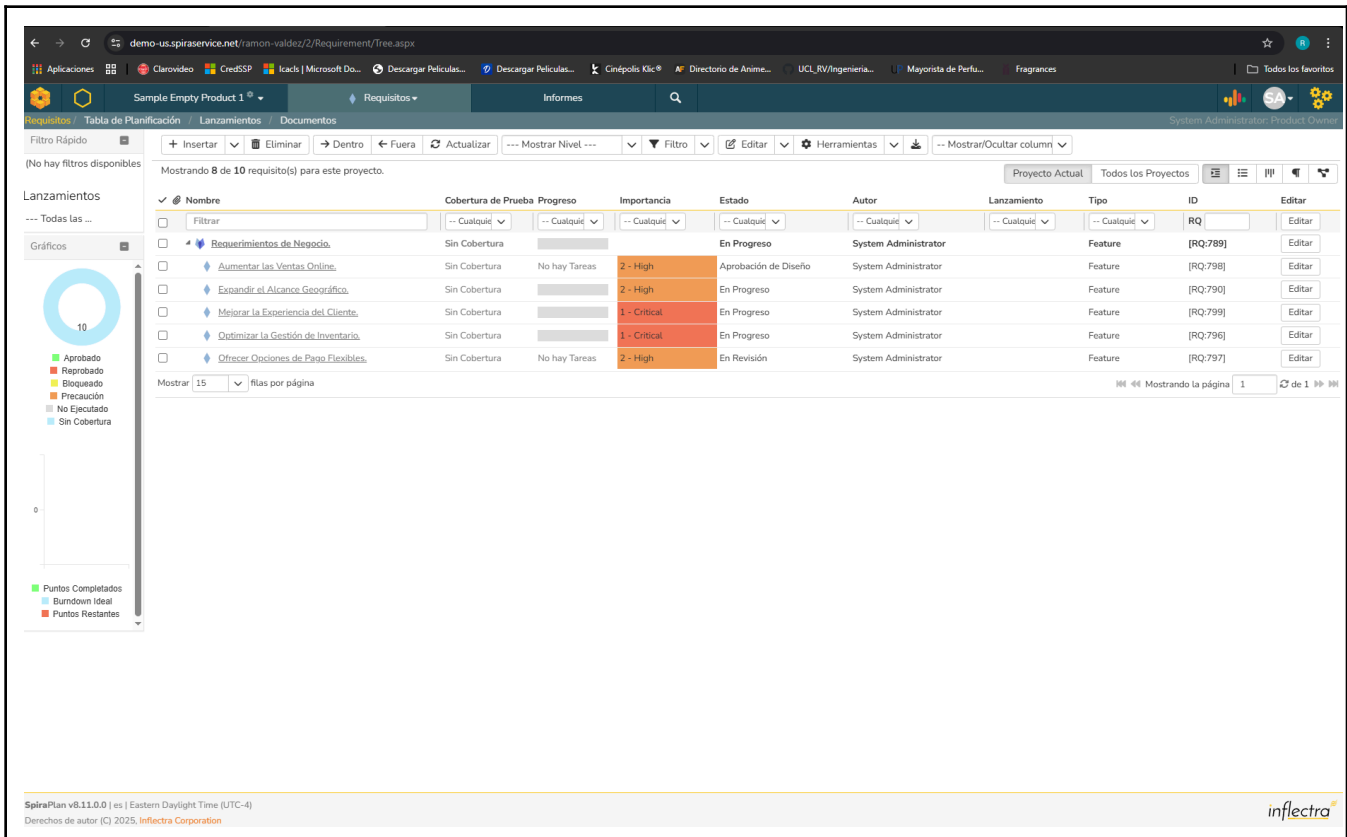 demo-us.spiraservice.net/ramon-valdez/2/Requirement/Tree.aspx
R
Aplicaciones Clarovideo CredSSP Icacls | Microsoft Do... Descargar Peliculas... Descargar Peliculas... Cinépolis Klic® AF Directorio de Anime... UCL_RV/Ingenieria... Mayorista de Perfu... Fragrances Todos los favoritos
Sample Empty Product 1 Requisitos Informes SA
Requisitos / Tabla de Planificación / Lanzamientos / Documentos System Administrator: Product Owner
Filtro Rápido
(No hay filtros disponibles
Lanzamientos
--- Todas las ...
Gráficos
10
Aprobado
Reprobado
Bloqueado
Precaución
No Ejecutado
Sin Cobertura
0
Puntos Completados
Burndown Ideal
Puntos Restantes
Insertar Eliminar Dentro Fuera Actualizar --- Mostrar Nivel --- Filtro Editar Herramientas -- Mostrar/Ocultar column
Mostrando 8 de 10 requisito(s) para este proyecto. Proyecto Actual Todos los Proyectos
Nombre Cobertura de Prueba Progreso Importancia Estado Autor Lanzamiento Tipo ID Editar
Filtrar -- Cualquie -- Cualquie -- Cualquie -- Cualquie -- Cualquie -- Cualquie -- Cualquie RQ Editar
Requerimientos de Negocio. Sin Cobertura En Progreso System Administrator Feature [RQ:789] Editar
Aumentar las Ventas Online. Sin Cobertura No hay Tareas 2 - High Aprobación de Diseño System Administrator Feature [RQ:798] Editar
Expandir el Alcance Geográfico. Sin Cobertura 2 - High En Progreso System Administrator Feature [RQ:790] Editar
Mejorar la Experiencia del Cliente. Sin Cobertura 1 - Critical En Progreso System Administrator Feature [RQ:799] Editar
Optimizar la Gestión de Inventario. Sin Cobertura 1 - Critical En Progreso System Administrator Feature [RQ:796] Editar
Ofrecer Opciones de Pago Flexibles. Sin Cobertura No hay Tareas 2 - High En Revisión System Administrator Feature [RQ:797] Editar
Mostrar 15 filas por página Mostrando la página 1 de 1
SpiraPlan v8.11.0.0 | es | Eastern Daylight Time (UTC-4)
Derechos de autor (C) 2025, Inflectra Corporation
inflectra